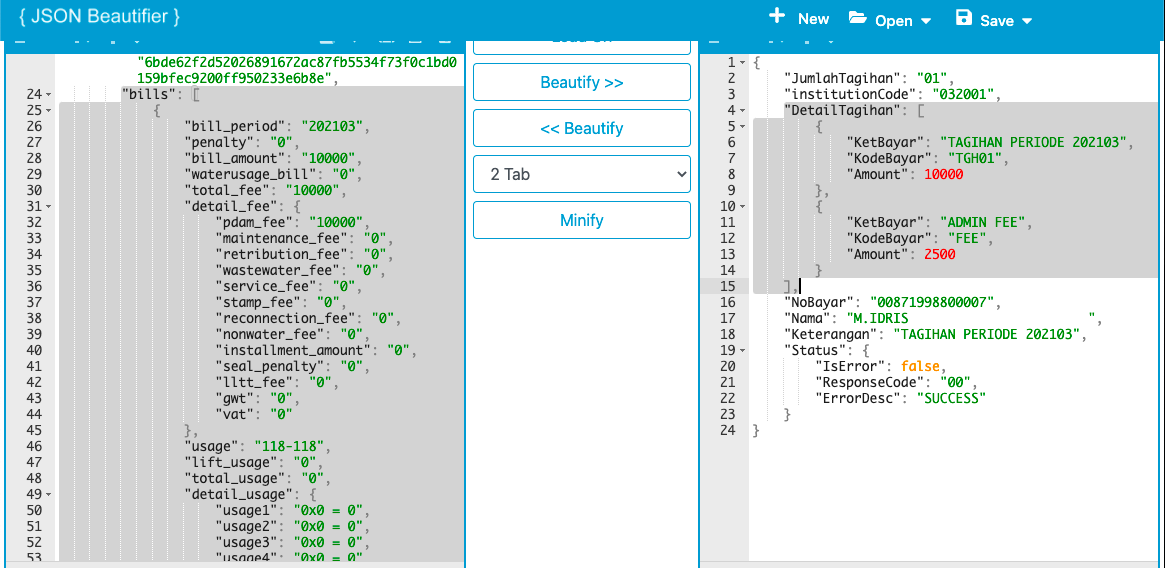 { JSON Beautifier }
New
Open
Save
"6bde62f2d52026891672ac87fb5534f73f0c1bd0
159bfec9200ff950233e6b8e",
24 "bills": [
25 {
26 "bill_period": "202103",
27 "penalty": "0",
28 "bill_amount": "10000",
29 "waterusage_bill": "0",
30 "total_fee": "10000",
31 "detail_fee": {
32 "pdam_fee": "10000",
33 "maintenance_fee": "0",
34 "retribution_fee": "0",
35 "wastewater_fee": "0",
36 "service_fee": "0",
37 "stamp_fee": "0",
38 "reconnection_fee": "0",
39 "nonwater_fee": "0",
40 "installment_amount": "0",
41 "seal_penalty": "0",
42 "lltt_fee": "0",
43 "gwt": "0",
44 "vat": "0"
45 },
46 "usage": "118-118",
47 "lift_usage": "0",
48 "total_usage": "0",
49 "detail_usage": {
50 "usage1": "0x0 = 0",
51 "usage2": "0x0 = 0",
52 "usage3": "0x0 = 0",
53 "usage4": "0x0 = 0"
Beautify >>
<< Beautify
2 Tab
Minify
1 {
2 "JumlahTagihan": "01",
3 "institutionCode": "032001",
4 "DetailTagihan": [
5 {
6 "KetBayar": "TAGIHAN PERIODE 202103",
7 "KodeBayar": "TGH01",
8 "Amount": 10000
9 },
10 {
11 "KetBayar": "ADMIN FEE",
12 "KodeBayar": "FEE",
13 "Amount": 2500
14 }
15 ],
16 "NoBayar": "00871998800007",
17 "Nama": "M.IDRIS ",
18 "Keterangan": "TAGIHAN PERIODE 202103",
19 "Status": {
20 "IsError": false,
21 "ResponseCode": "00",
22 "ErrorDesc": "SUCCESS"
23 }
24 }